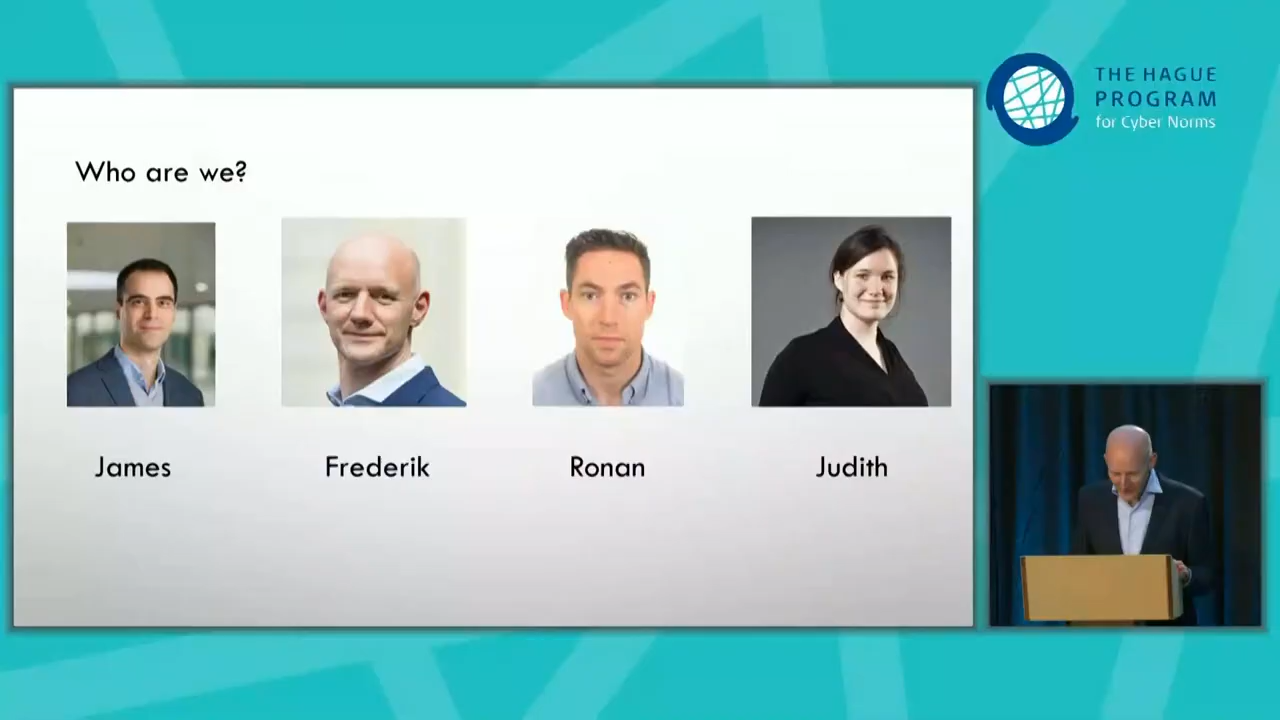 THE HAGUE
PROGRAM
for Cyber Norms
Who are we?
James
Frederik
Ronan
Judith